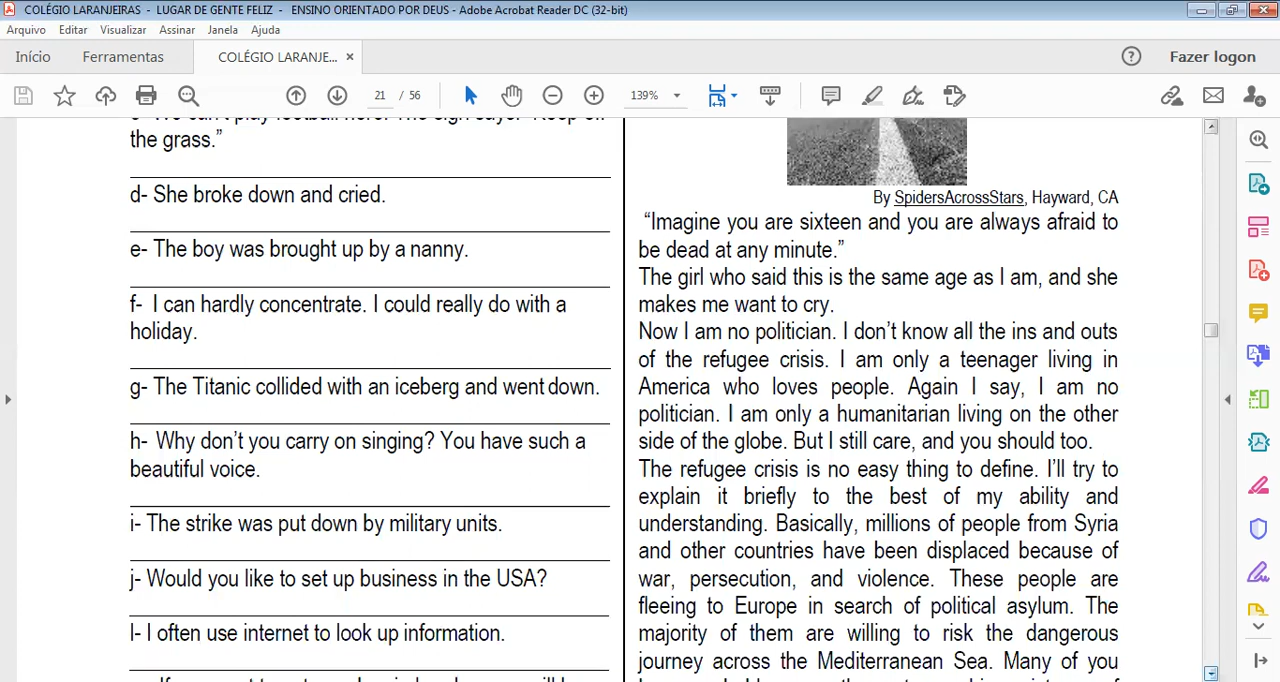 COLÉGIO LARANJEIRAS - LUGAR DE GENTE FELIZ - ENSINO ORIENTADO POR DEUS - Adobe Acrobat Reader DC (32-bit)
Arquivo Editar Visualizar Assinar Janela Ajuda
Início Ferramentas COLÉGIO LARANJE... × Fazer logon
21 / 56 139%
the grass.”
d- She broke down and cried.
e- The boy was brought up by a nanny.
f- I can hardly concentrate. I could really do with a
holiday.
g- The Titanic collided with an iceberg and went down.
h- Why don’t you carry on singing? You have such a
beautiful voice.
i- The strike was put down by military units.
j- Would you like to set up business in the USA?
l- I often use internet to look up information.
By SpidersAcrossStars, Hayward, CA
“Imagine you are sixteen and you are always afraid to
be dead at any minute.”
The girl who said this is the same age as I am, and she
makes me want to cry.
Now I am no politician. I don’t know all the ins and outs
of the refugee crisis. I am only a teenager living in
America who loves people. Again I say, I am no
politician. I am only a humanitarian living on the other
side of the globe. But I still care, and you should too.
The refugee crisis is no easy thing to define. I’ll try to
explain it briefly to the best of my ability and
understanding. Basically, millions of people from Syria
and other countries have been displaced because of
war, persecution, and violence. These people are
fleeing to Europe in search of political asylum. The
majority of them are willing to risk the dangerous
journey across the Mediterranean Sea. Many of you